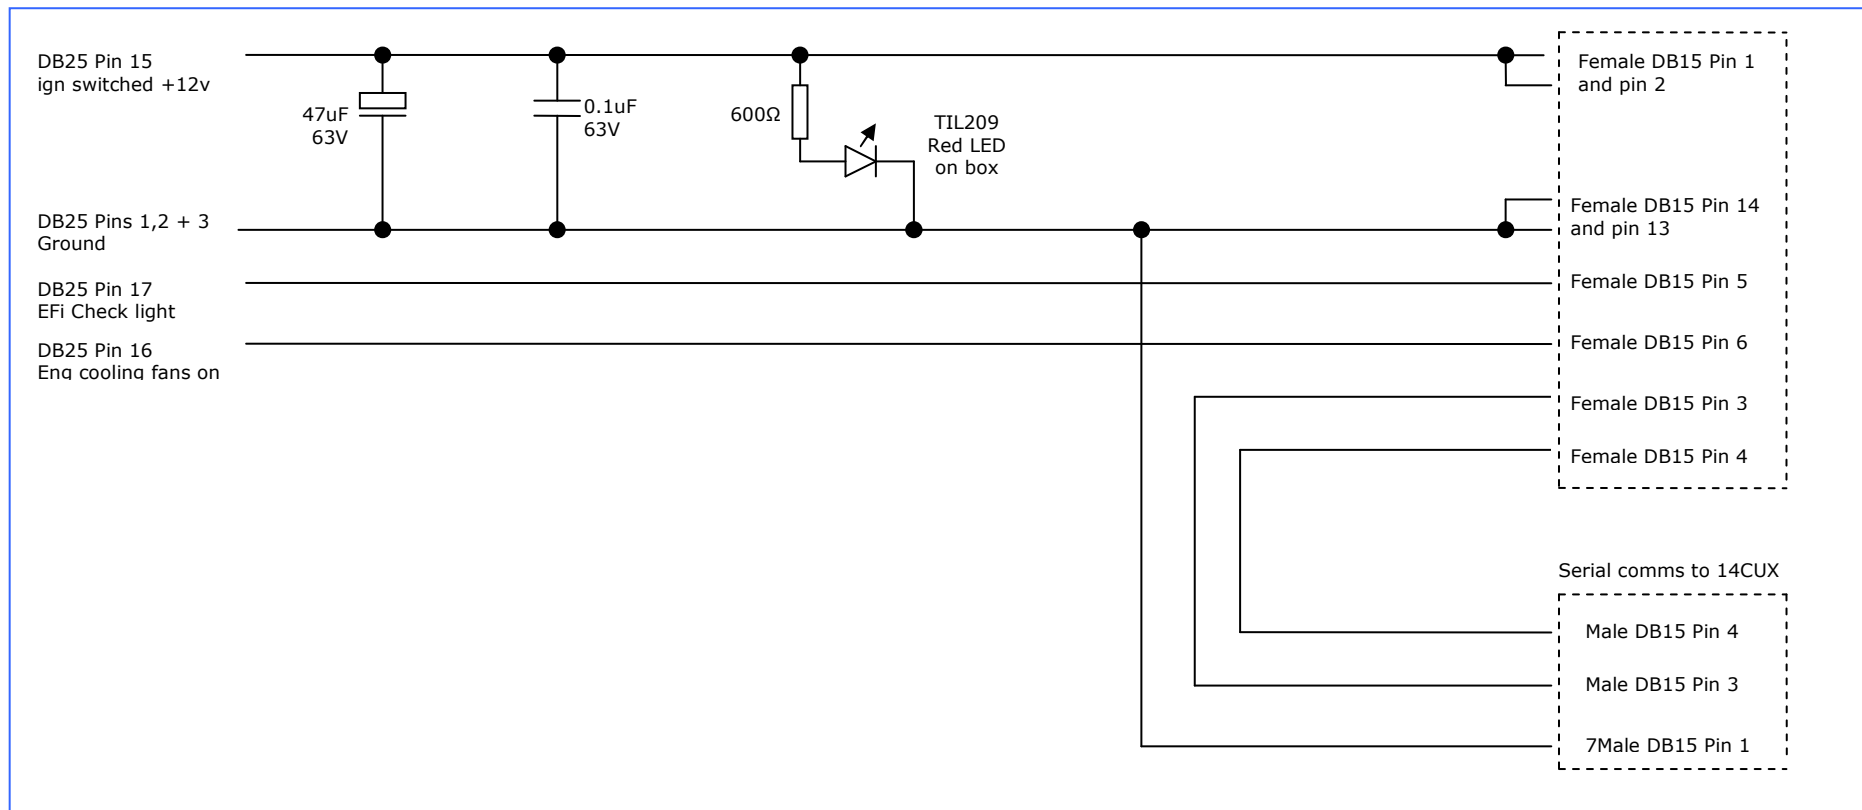 DB25 Pin 15
ign switched +12v
47uF
63V
0.1uF
63V
600Ω
TIL209
Red LED
on box
Female DB15 Pin 1
and pin 2
DB25 Pins 1,2 + 3
Ground
Female DB15 Pin 14
and pin 13
DB25 Pin 17
EFi Check light
Female DB15 Pin 5
DB25 Pin 16
Eng cooling fans on
Female DB15 Pin 6
Female DB15 Pin 3
Female DB15 Pin 4
Serial comms to 14CUX
Male DB15 Pin 4
Male DB15 Pin 3
7Male DB15 Pin 1